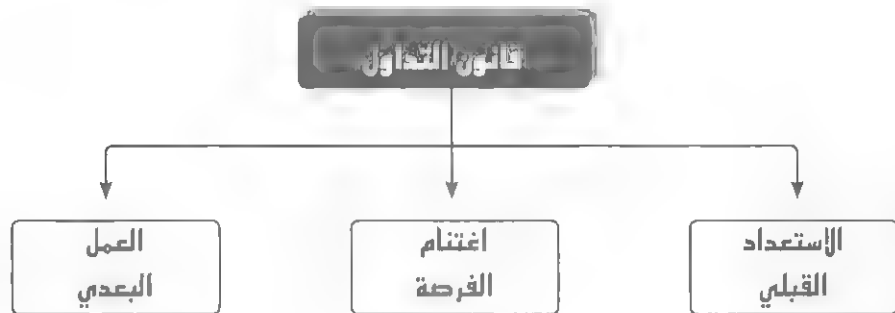 قانون التداول
الاستعداد
القبلي
اغتنام
الفرصة
العمل
البعدي